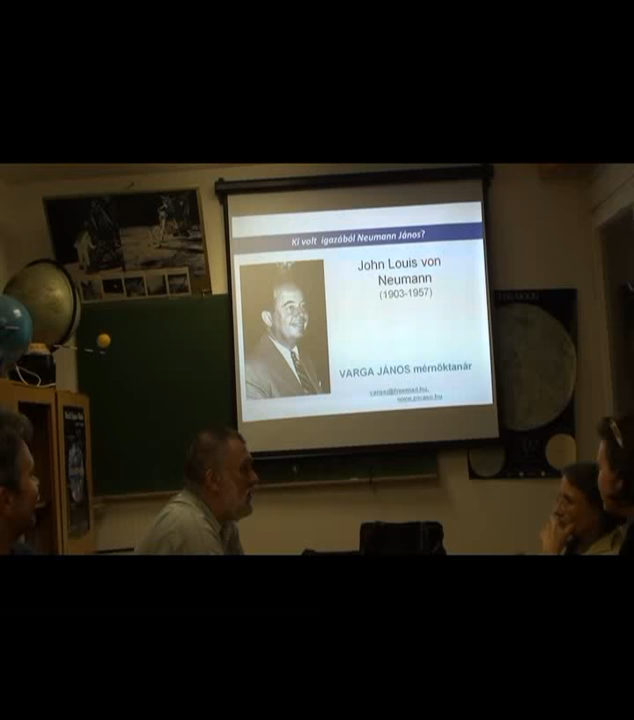 Ki volt igazából Neumann János?
John Louis von
Neumann
(1903-1957)
VARGA JÁNOS mérnöktanár